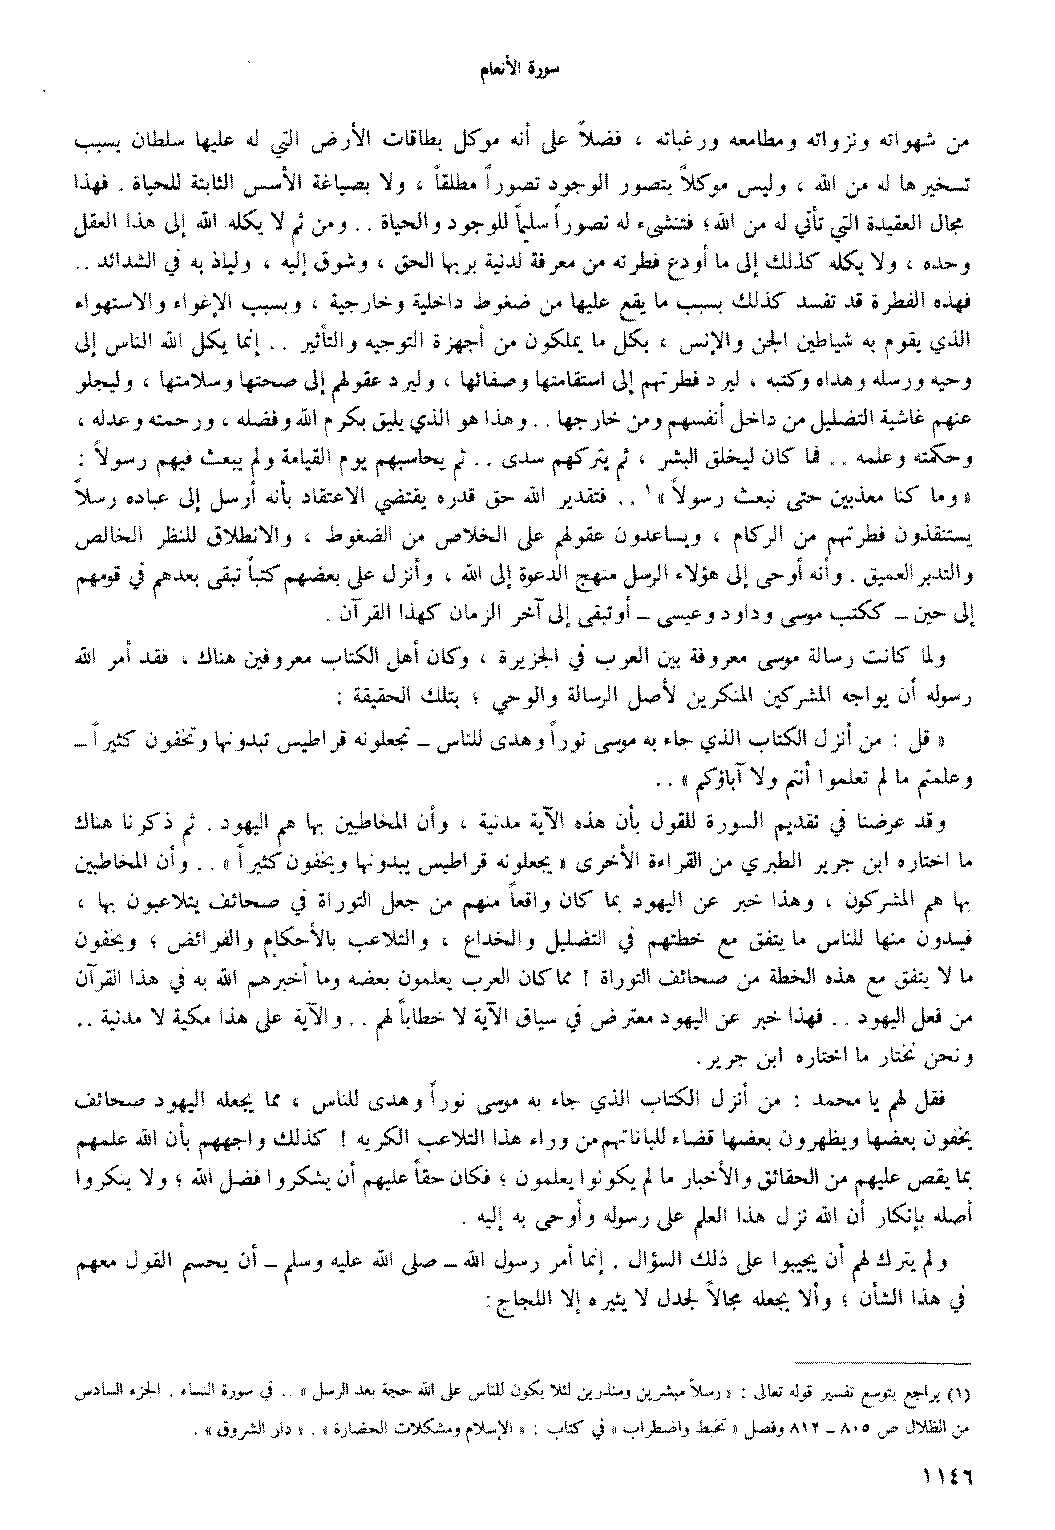 سورة الأنعام
من شهواته ونزواته ومطامعه ورغباته ، فضلاً على أنه موكل بطاقات الأرض التي له عليها سلطان بسبب
تسخيرها له من الله ، وليس موكلاً بتصور الوجود تصوراً مطلقاً ، ولا بصياغة الأسس الثابتة للحياة . فهذا
مجال العقيدة التي تأتي له من الله؛ فتنشىء له تصوراً سليماً للوجود والحياة .. ومن ثم لا يكله الله إلى هذا العقل
وحده ، ولا يكله كذلك إلى ما أودع فطرته من معرفة لدنية بربها الحق ، وشوق إليه ، ولياذ به في الشدائد ..
فهذه الفطرة قد تفسد كذلك بسبب ما يقع عليها من ضغوط داخلية وخارجية ، وبسبب الإغواء والاستهواء
الذي يقوم به شياطين الجن والإنس ، بكل ما يملكون من أجهزة التوجيه والتأثير .. إنما يكل الله الناس إلى
وحيه ورسله وهداه وكتبه ، ليرد فطرتهم إلى استقامتها وصفائها ، وليرد عقولهم إلى صحتها وسلامتها ، وليجلو
عنهم غاشية التضليل من داخل أنفسهم ومن خارجها .. وهذا هو الذي يليق بكرم الله وفضله ، ورحمته وعدله ،
وحكمته وعلمه .. فما كان ليخلق البشر ، ثم يتركهم سدى .. ثم يحاسبهم يوم القيامة ولم يبعث فيهم رسولاً :
« وما كنا معذبين حتى نبعث رسولاً »١ .. فتقدير الله حق قدره يقتضي الاعتقاد بأنه أرسل إلى عباده رسلاً
يستنقذون فطرتهم من الركام ، ويساعدون عقولهم على الخلاص من الضغوط ، والانطلاق للنظر الخالص
والتدبر العميق . وأنه أوحى إلى هؤلاء الرسل منهج الدعوة إلى الله ، وأنزل على بعضهم كتباً تبقى بعدهم في قومهم
إلى حين – ككتب موسى وداود وعيسى – أو تبقى إلى آخر الزمان كهذا القرآن .
ولما كانت رسالة موسى معروفة بين العرب في الجزيرة ، وكان أهل الكتاب معروفين هناك ، فقد أمر الله
رسوله أن يواجه المشركين المنكرين لأصل الرسالة والوحي ؛ بتلك الحقيقة :
« قل : من أنزل الكتاب الذي جاء به موسى نوراً وهدى للناس – تجعلونه قراطيس تبدونها وتخفون كثيراً –
وعلمتم ما لم تعلموا أنتم ولا آباؤكم » ..
وقد عرضنا في تقديم السورة للقول بأن هذه الآية مدنية ، وأن المخاطبين بها هم اليهود . ثم ذكرنا هناك
ما اختاره ابن جرير الطبري من القراءة الأخرى « يجعلونه قراطيس يبدونها ويخفون كثيراً » .. وأن المخاطبين
بها هم المشركون ، وهذا خبر عن اليهود بما كان واقعاً منهم من جعل التوراة في صحائف يتلاعبون بها ،
فيبدون منها للناس ما يتفق مع خطتهم في التضليل والخداع ، والتلاعب بالأحكام والفرائض ؛ ويخفون
ما لا يتفق مع هذه الخطة من صحائف التوراة ! مما كان العرب يعلمون بعضه وما أخبرهم الله به في هذا القرآن
من فعل اليهود .. فهذا خبر عن اليهود معترض في سياق الآية لا خطاباً لهم .. والآية على هذا مكية لا مدنية ..
ونحن نختار ما اختاره ابن جرير.
فقل لهم يا محمد : من أنزل الكتاب الذي جاء به موسى نوراً وهدى للناس ، مما يجعله اليهود صحائف
يخفون بعضها ويظهرون بعضها قضاء للباناتهم من وراء هذا التلاعب الكريه ! كذلك واجههم بأن الله علمهم
بما يقص عليهم من الحقائق والأخبار ما لم يكونوا يعلمون ؛ فكان حقاً عليهم أن يشكروا فضل الله ؛ ولا ينكروا
أصله بإنكار أن الله نزل هذا العلم على رسوله وأوحى به إليه .
ولم يترك لهم أن يجيبوا على ذلك السؤال . إنما أمر رسول الله – صلى الله عليه وسلم – أن يحسم القول معهم
في هذا الشأن ؛ وألا يجعله مجالاً لجدل لا يثيره إلا اللجاج :
(١) يراجع بتوسع تفسير قوله تعالى : « رسلاً مبشرين ومنذرين لئلا يكون للناس على الله حجة بعد الرسل » .. في سورة النساء . الجزء السادس
من الظلال ص ٨٠٥ – ٨١٢ وفصل « تخبط واضطراب » في كتاب : « الإسلام ومشكلات الحضارة » . « دار الشروق » .
١١٤٦